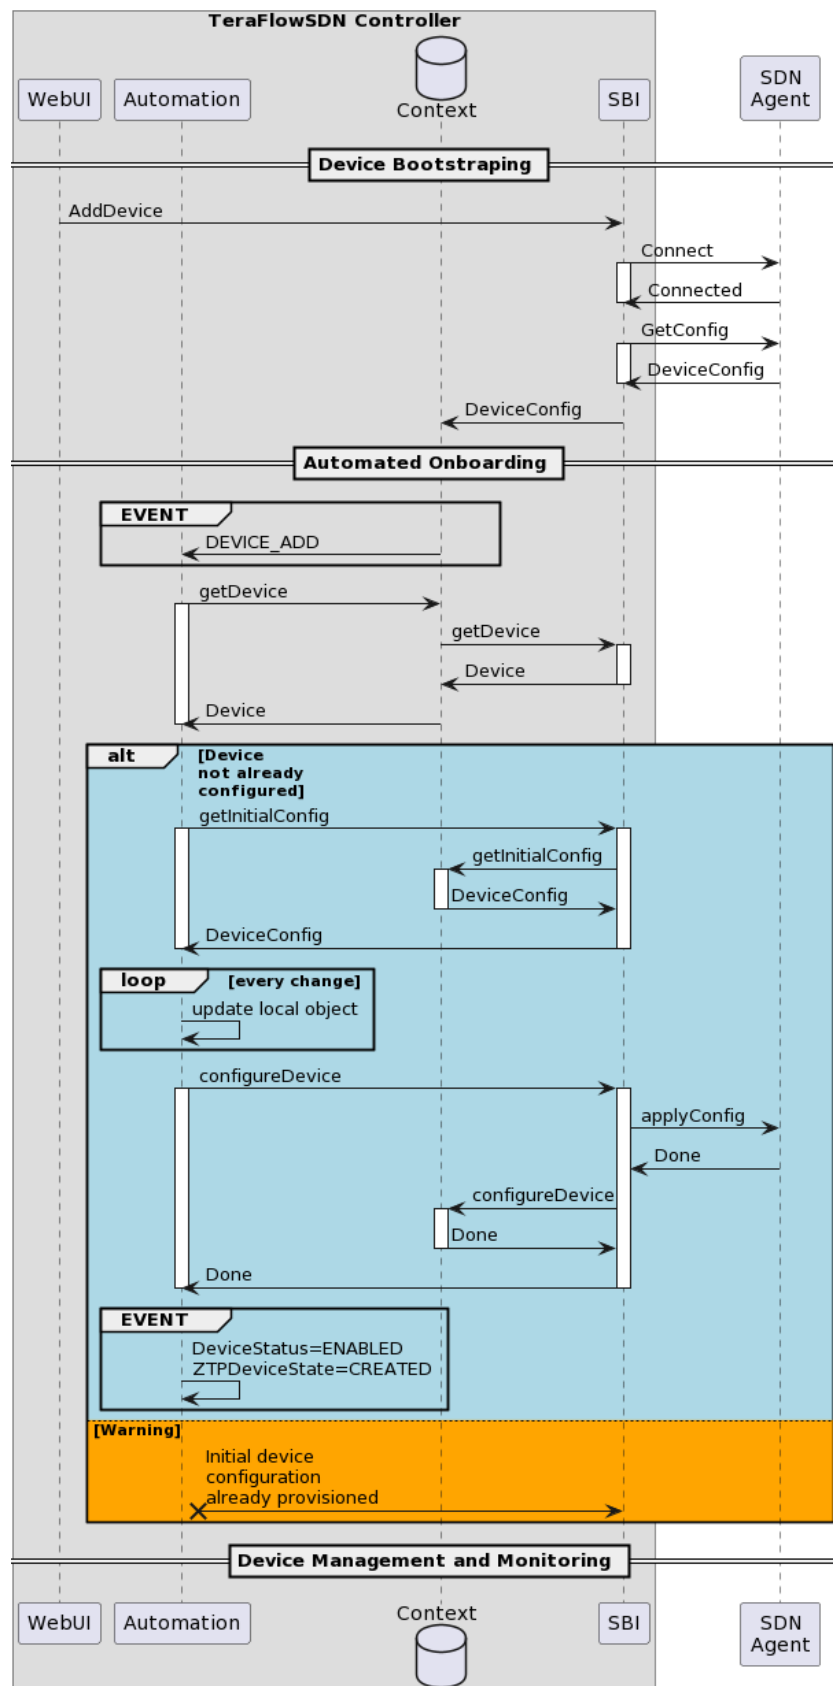 TeraFlowSDN Controller
WebUI
Automation
Context
SBI
SDN
Agent
Device Bootstraping
AddDevice
Connect
Connected
GetConfig
DeviceConfig
DeviceConfig
Automated Onboarding
EVENT
DEVICE_ADD
getDevice
getDevice
Device
Device
alt
[Device
not already
configured]
getInitialConfig
getInitialConfig
DeviceConfig
DeviceConfig
loop
[every change]
update local object
configureDevice
applyConfig
Done
configureDevice
Done
Done
EVENT
DeviceStatus=ENABLED
ZTPDeviceState=CREATED
[Warning]
Initial device
configuration
already provisioned
Device Management and Monitoring
WebUI
Automation
Context
SBI
SDN
Agent